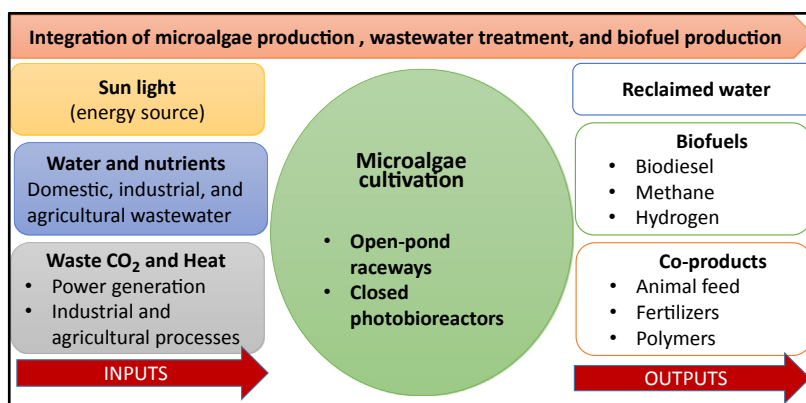 Integration of microalgae production , wastewater treatment, and biofuel production
Sun light
(energy source)
Water and nutrients
Domestic, industrial, and
agricultural wastewater
Waste CO₂ and Heat
• Power generation
• Industrial and
agricultural processes
INPUTS
Microalgae
cultivation
• Open-pond
raceways
• Closed
photobioreactors
Reclaimed water
Biofuels
• Biodiesel
• Methane
• Hydrogen
Co-products
• Animal feed
• Fertilizers
• Polymers
OUTPUTS